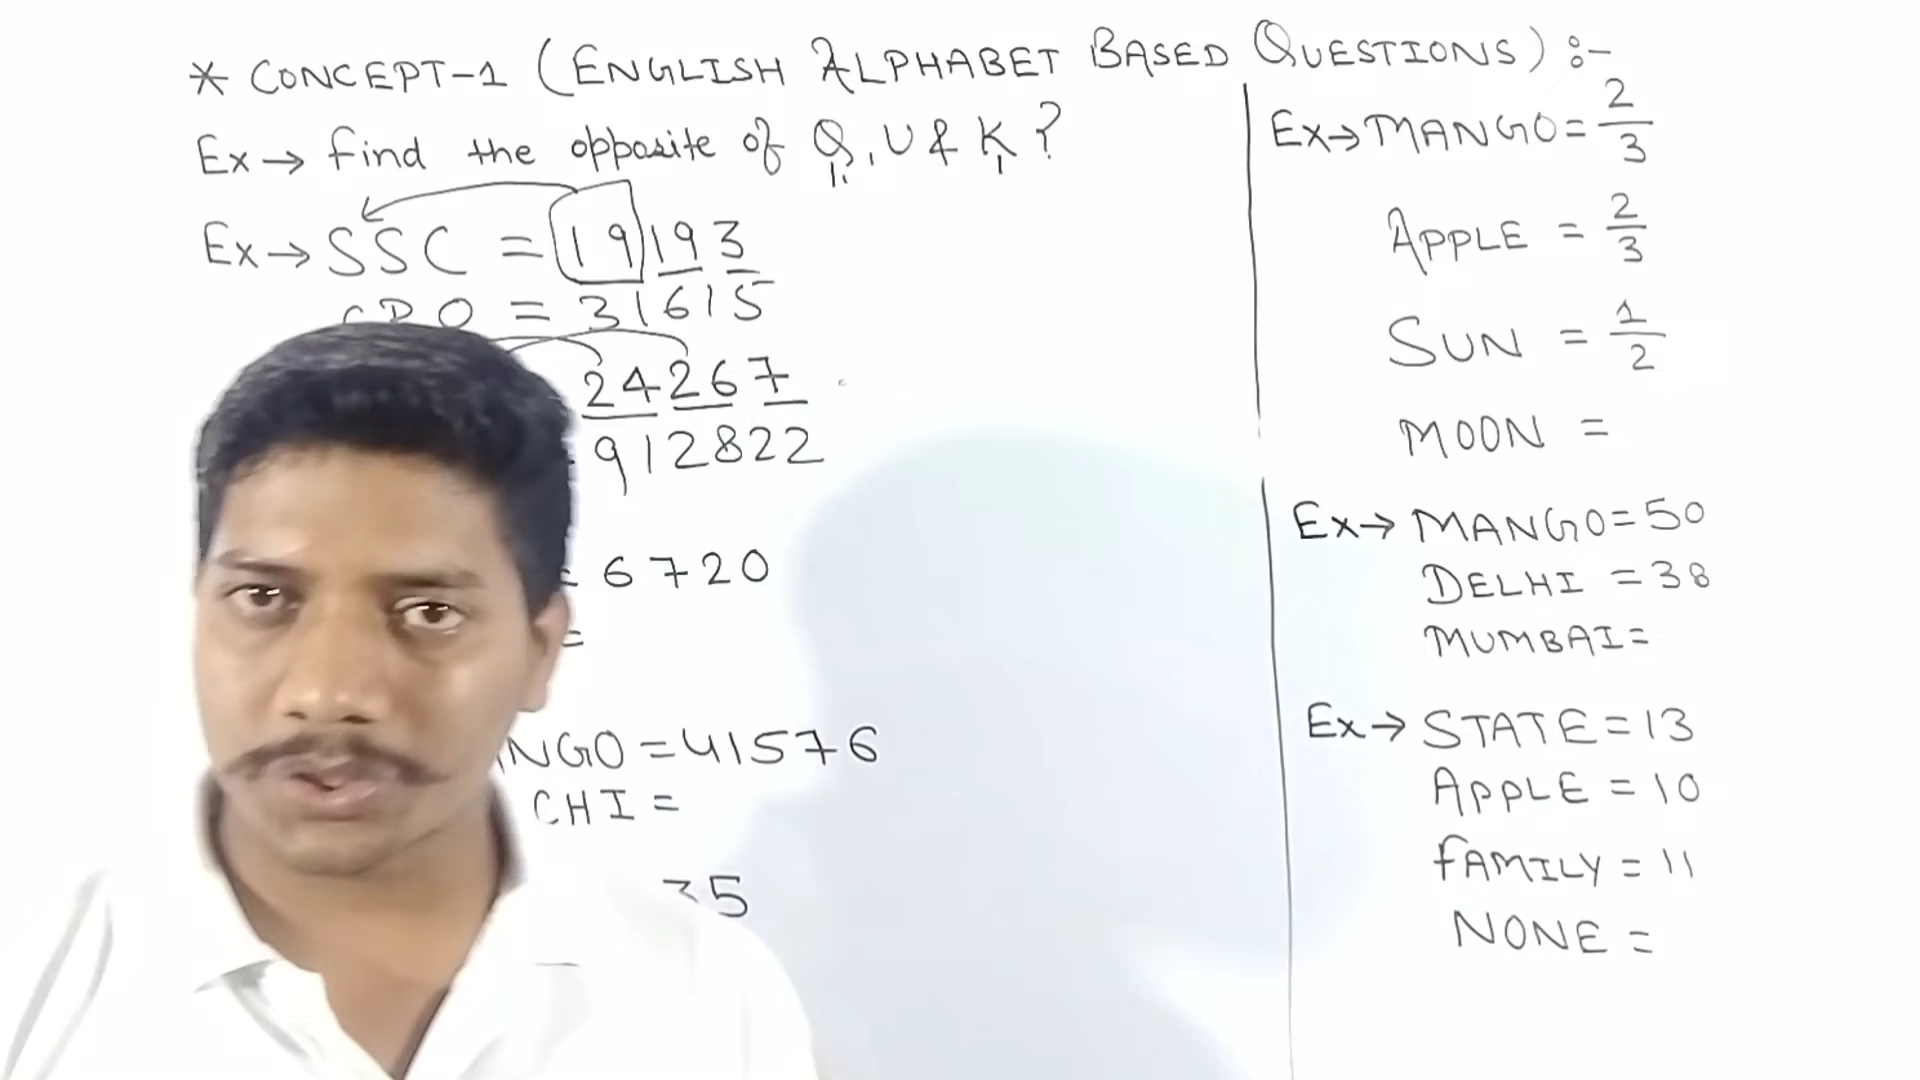 * CONCEPT-1 (ENGLISH ALPHABET BASED QUESTIONS) :-
Ex→ find the opposite of Q, U & K ?
Ex→ SSC = 19193
CPO = 31615
24267
= 912822
= 6720
=
NGO = 41576
CHI =
35
Ex→ MANGO = 2/3
APPLE = 2/3
SUN = 1/2
MOON =
Ex→ MANGO = 50
DELHI = 38
MUMBAI =
Ex→ STATE = 13
APPLE = 10
fAMILY = 11
NONE =